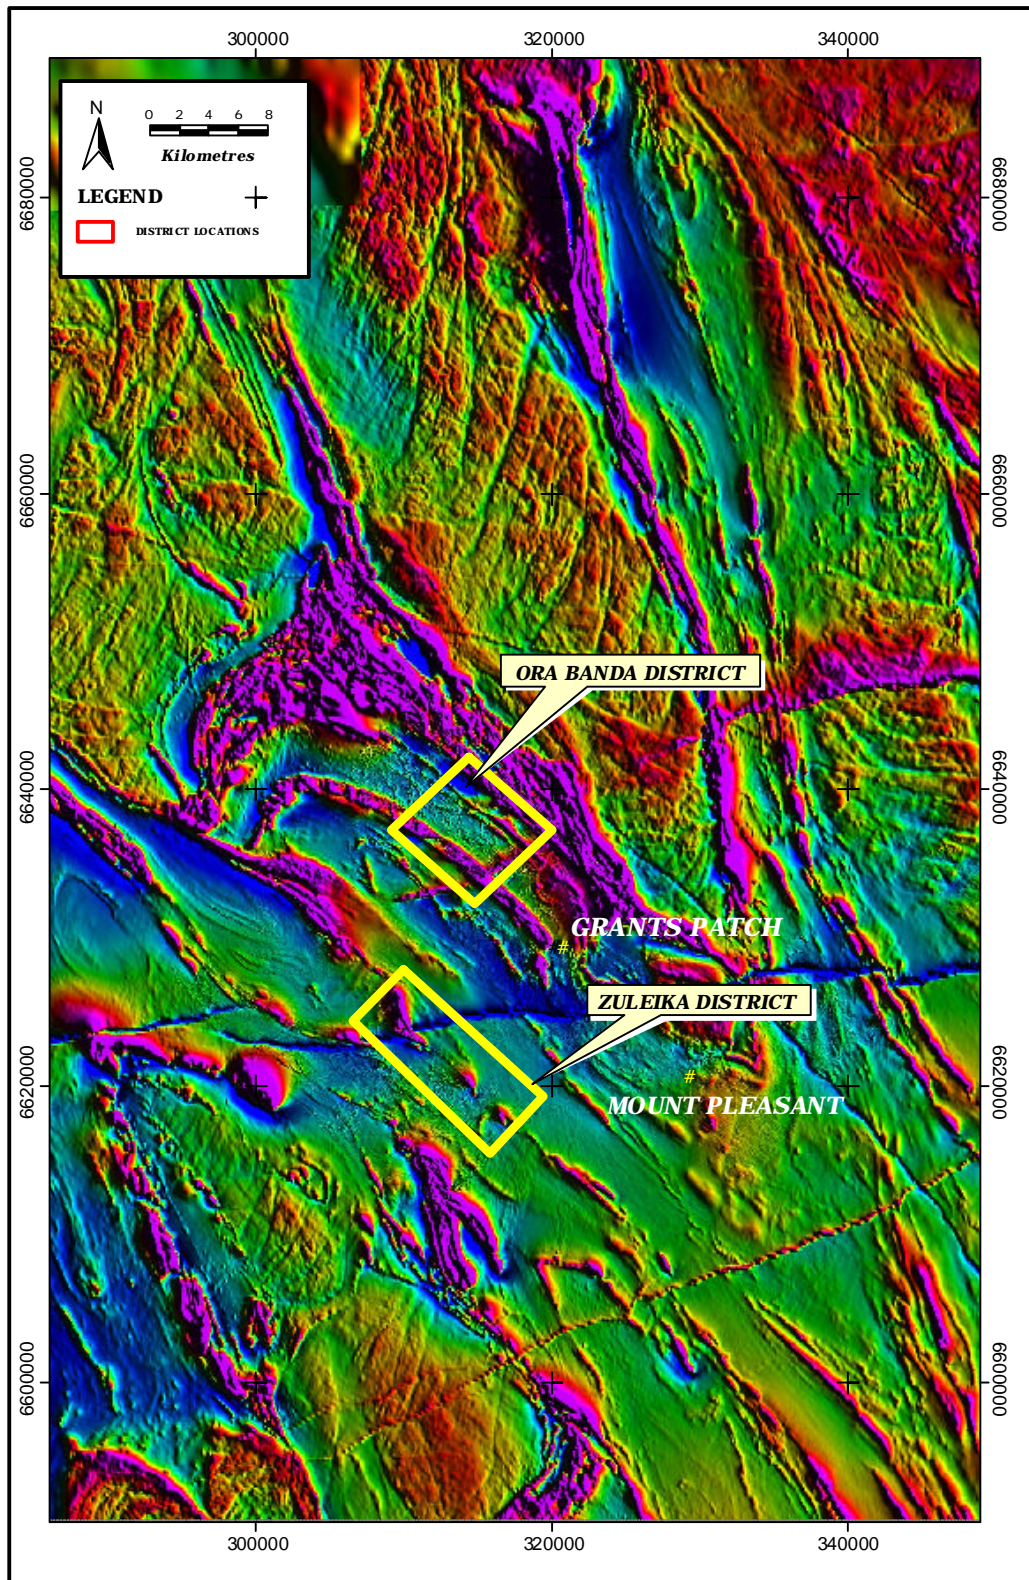 300000 320000 340000
N
0 2 4 6 8
Kilometres
LEGEND
DISTRICT LOCATIONS
6680000 6680000
6660000 6660000
ORA BANDA DISTRICT
6640000 6640000
GRANTS PATCH
#
ZULEIKA DISTRICT
#
6620000 6620000
MOUNT PLEASANT
6600000 6600000
300000 320000 340000